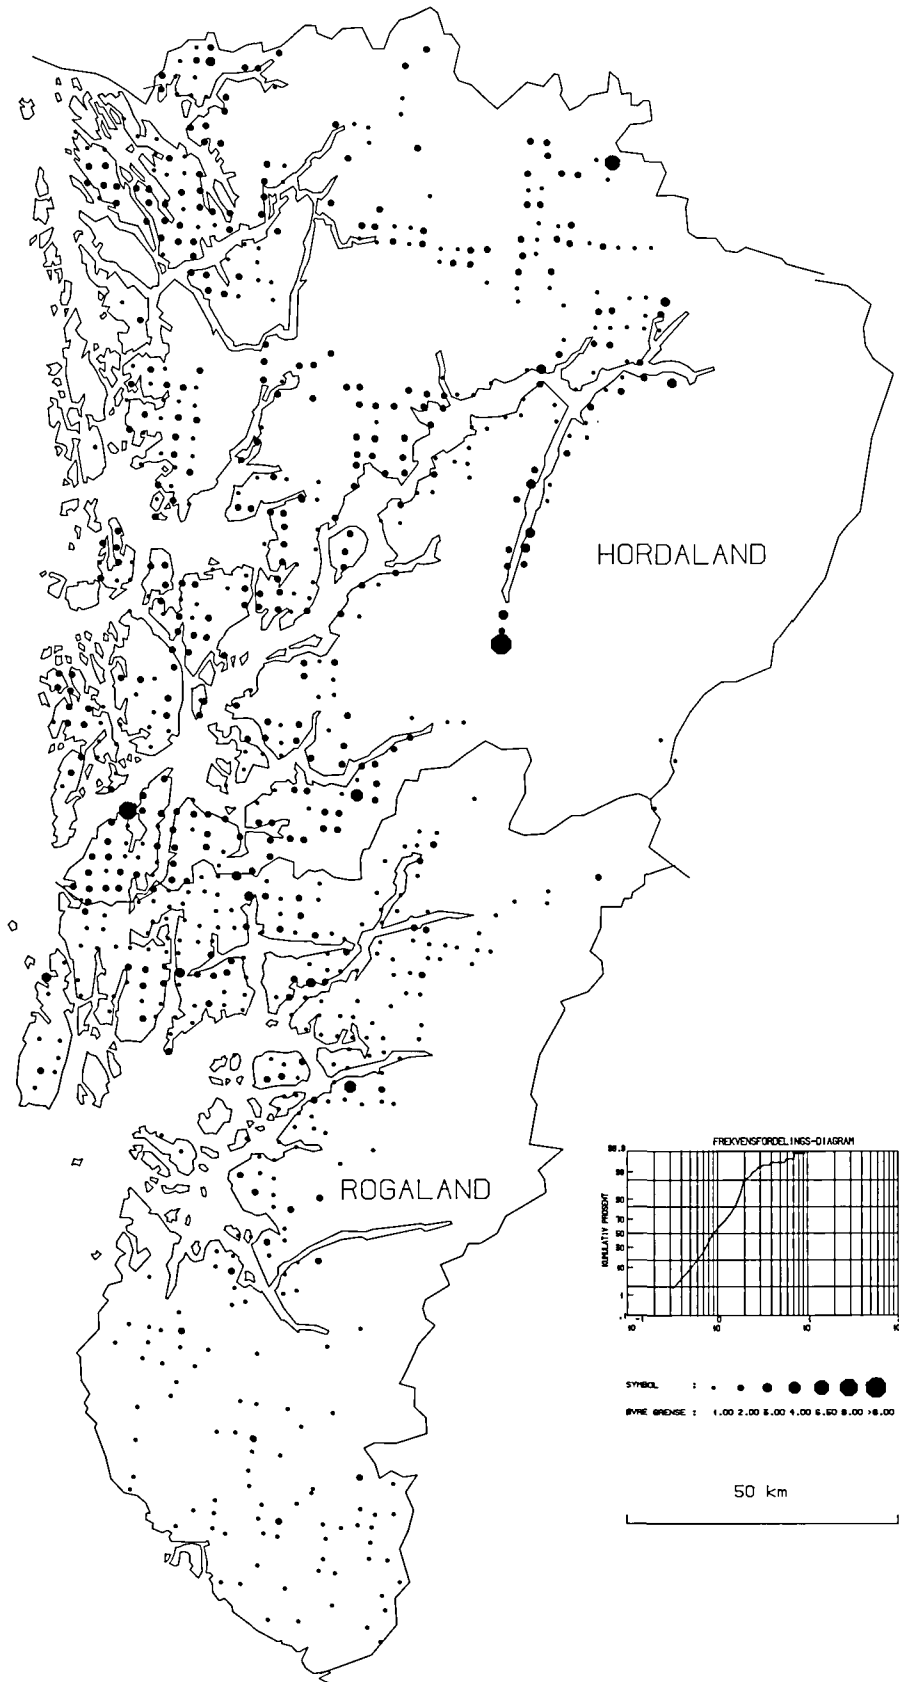 HORDALAND
ROGALAND
FREKVENSFORDELINGS-DIAGRAM
KUMULATIV PROSENT
SYMBOL :
ØVRE GRENSE : 1.00 2.00 3.00 4.00 6.50 8.00 >8.00
50 km